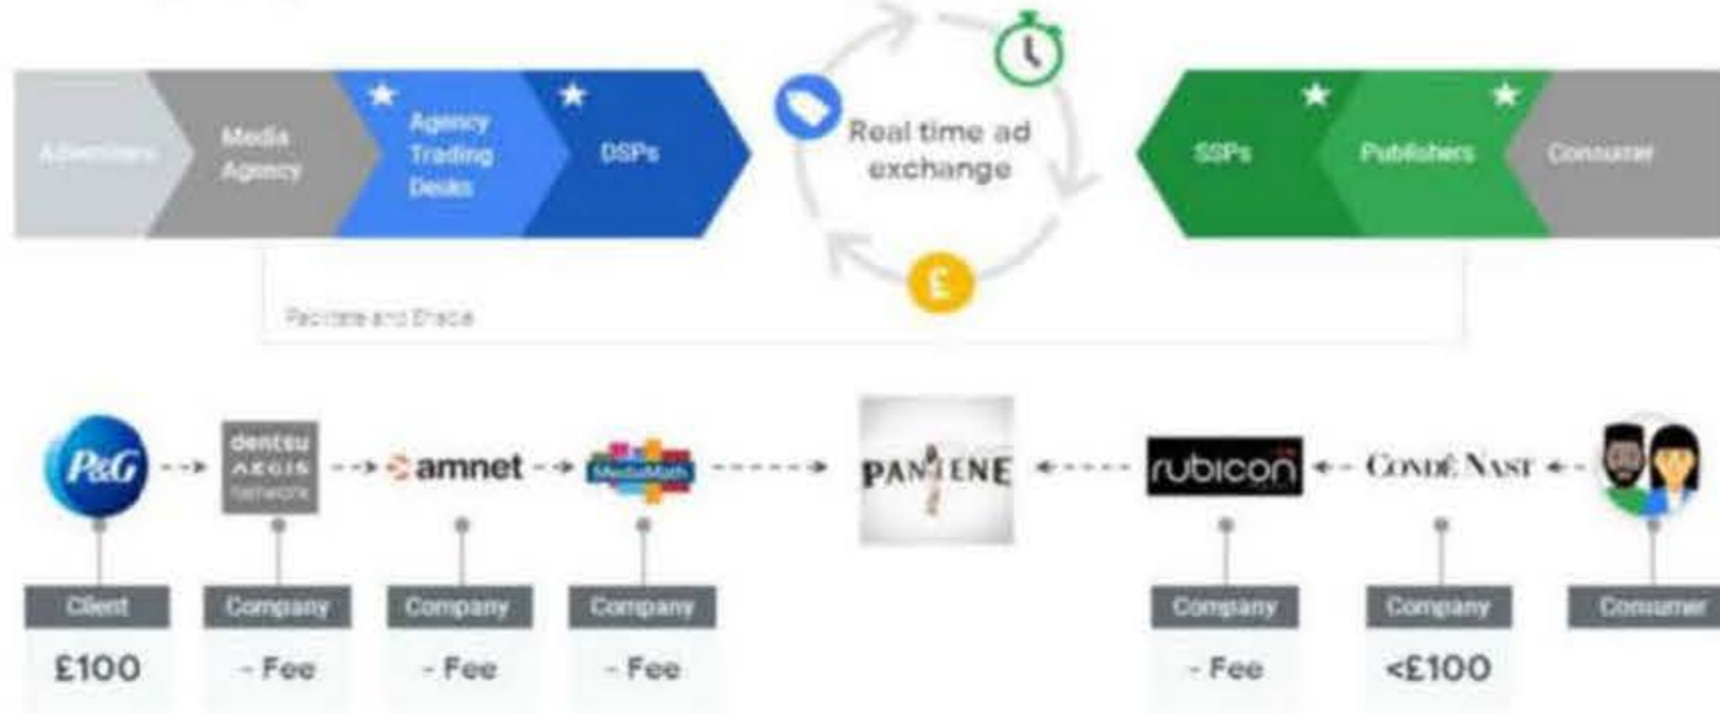 Advertisers
Media
Agency
Agency
Trading
Desks
DSPs
Real time ad
exchange
£
SSPs
Publishers
Consumer
P&G
dentsu
AEGIS
network
amnet
MediaMath
PANTENE
rubicon
CONDÉ NAST
Client
Company
Company
Company
Company
Company
Consumer
£100
- Fee
- Fee
- Fee
- Fee
<£100